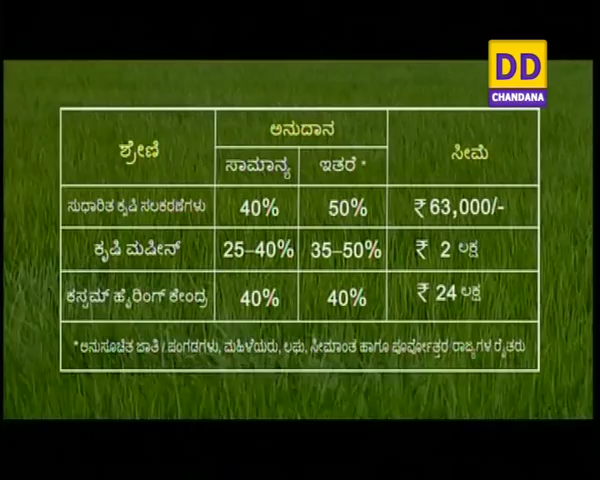 DD
CHANDANA
ಶ್ರೇಣಿ
ಅನುದಾನ
ಸೀಮೆ
ಸಾಮಾನ್ಯ
ಇತರೆ *
ಸುಧಾರಿತ ಕೃಷಿ ಸಲಕರಣೆಗಳು 40% 50% ₹ 63,000/-
ಕೃಷಿ ಮಷೀನ್ 25–40% 35–50% ₹ 2 ಲಕ್ಷ
ಕಸ್ಟಮ್ ಹೈರಿಂಗ್ ಕೇಂದ್ರ 40% 40% ₹ 24 ಲಕ್ಷ
*ಅನುಸೂಚಿತ ಜಾತಿ / ಪಂಗಡಗಳು, ಮಹಿಳೆಯರು, ಲಘು, ಸೀಮಾಂತ ಹಾಗೂ ಪೂರ್ವೋತ್ತರ ರಾಜ್ಯಗಳ ರೈತರು